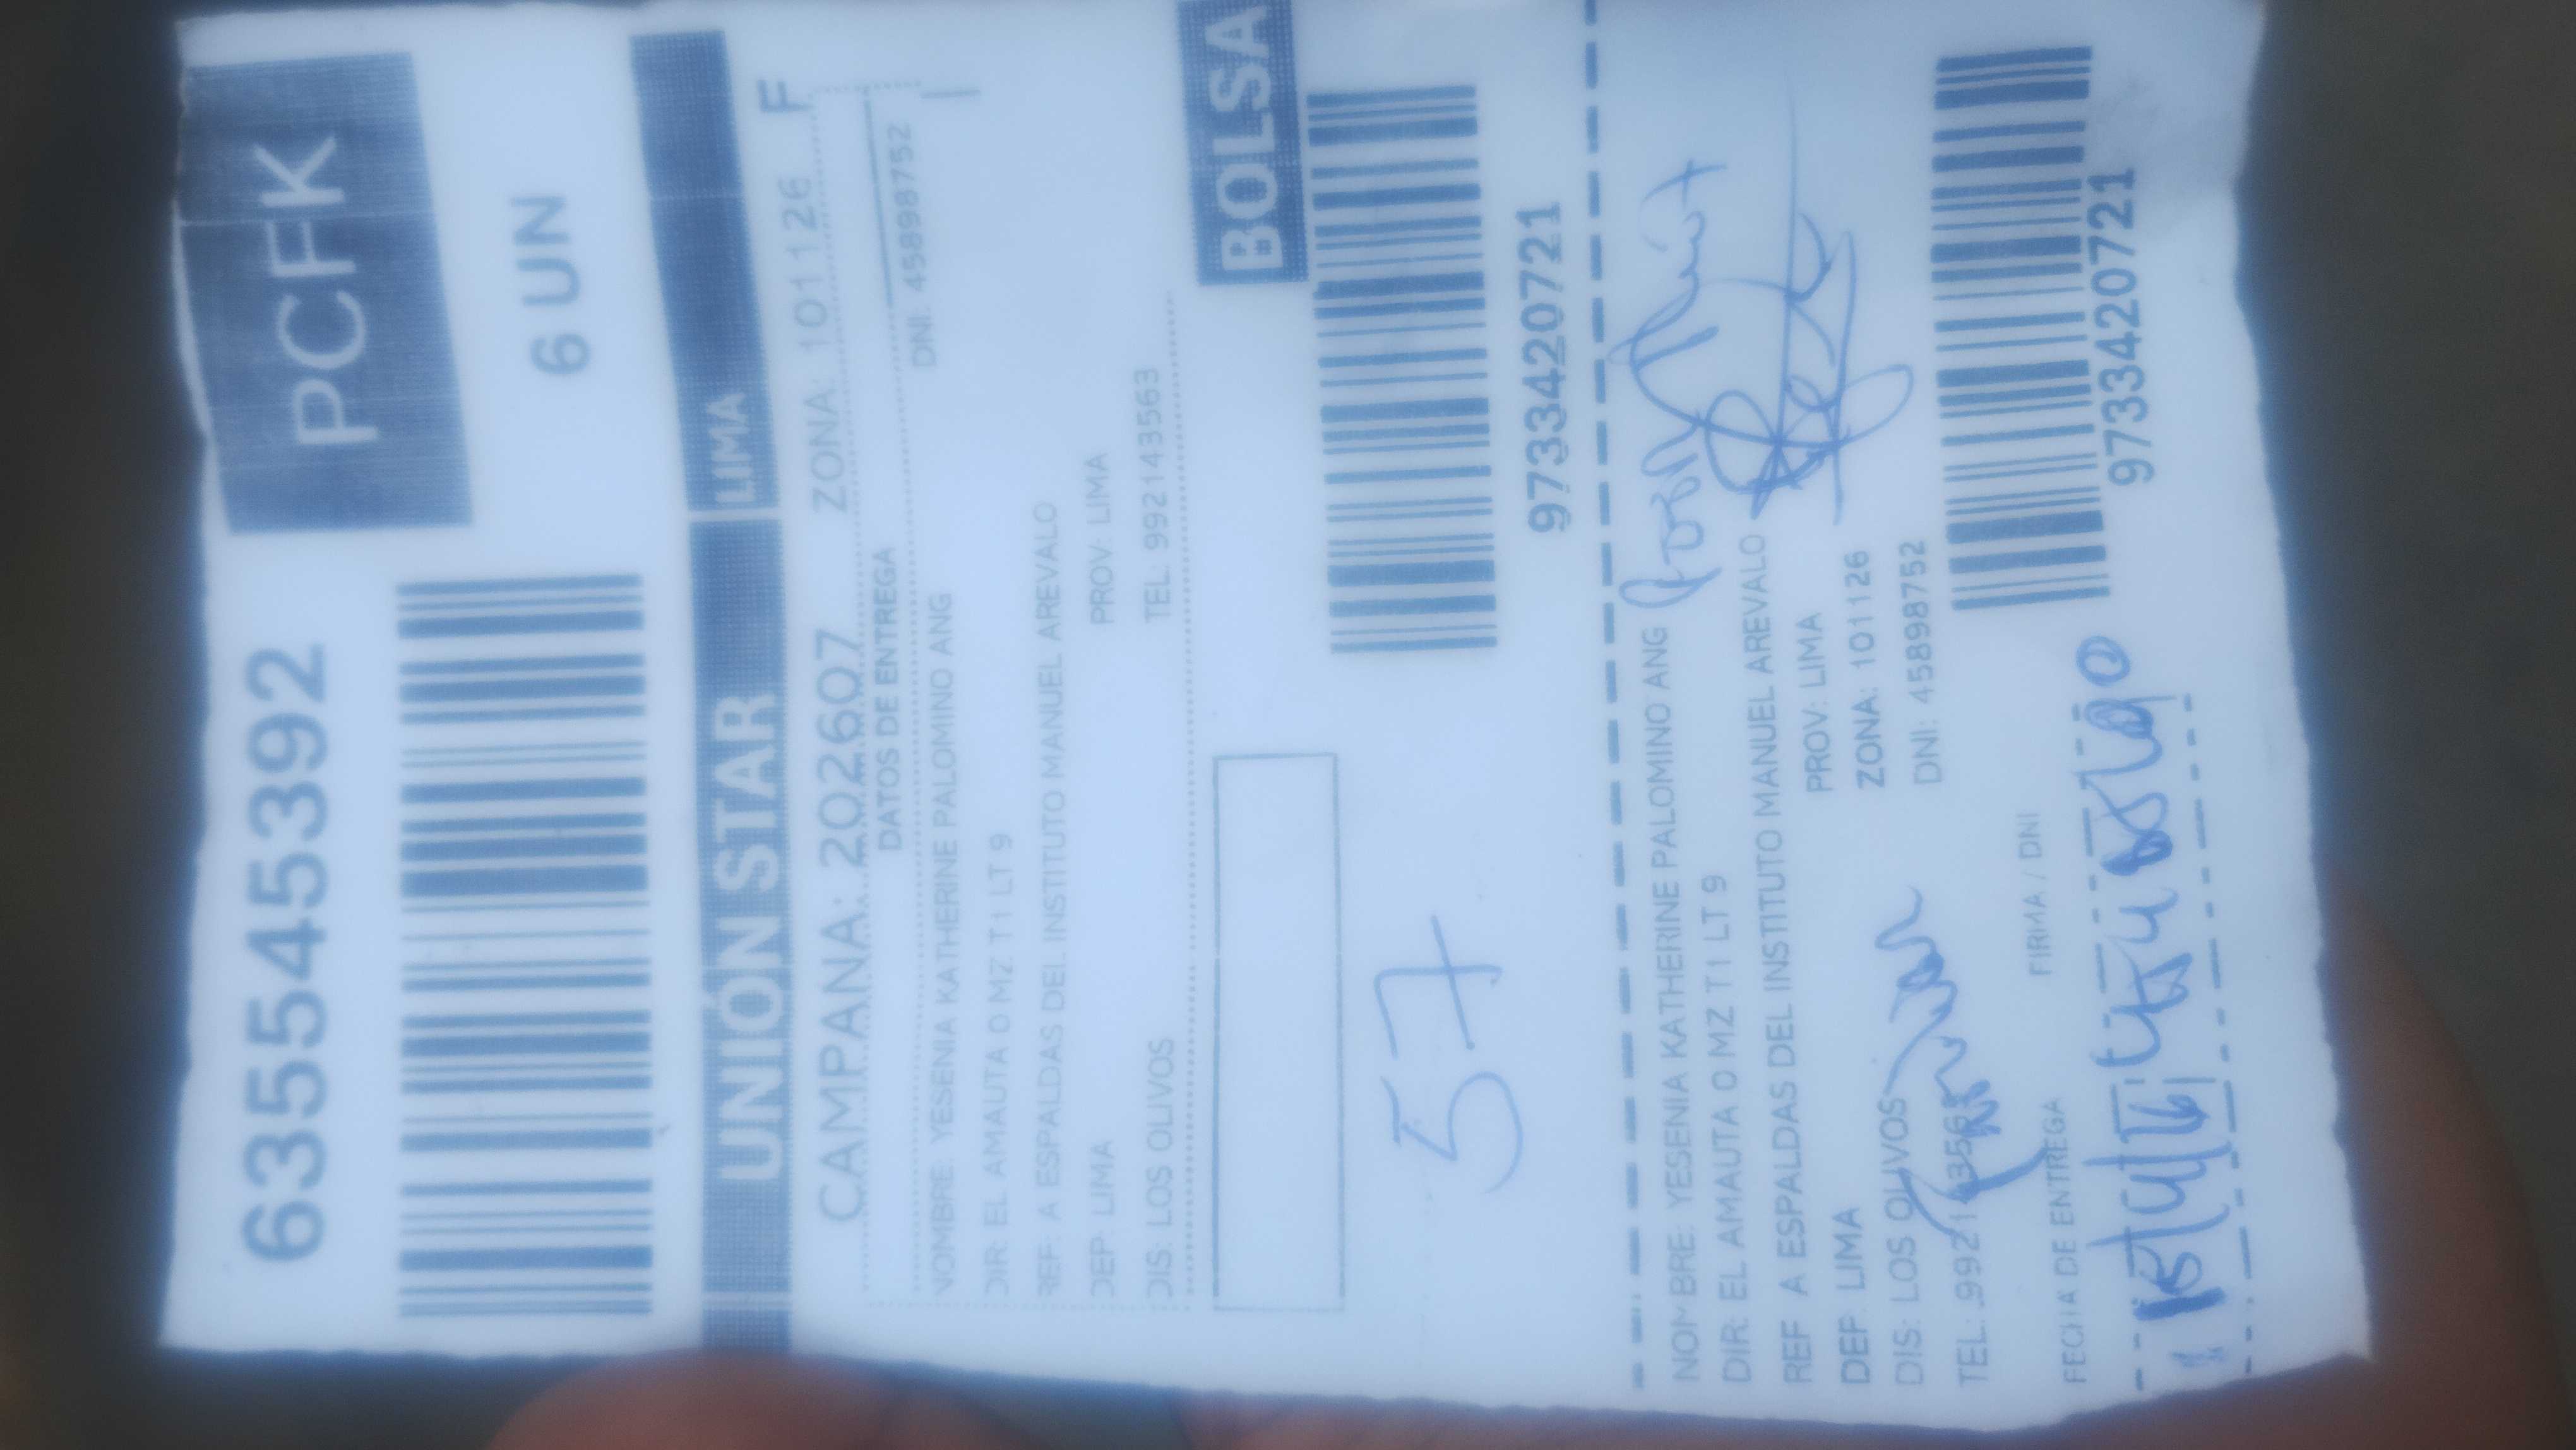 6355545392
PCFK
6 UN
UNIÓN STAR LIMA
CAMPAÑA: 202607 ZONA: 101126 F
DATOS DE ENTREGA
NOMBRE: YESENIA KATHERINE PALOMINO ANG DNI: 45898752
DIR: EL AMAUTA 0 MZ T1 LT 9
REF: A ESPALDAS DEL INSTITUTO MANUEL AREVALO
DEP: LIMA PROV: LIMA
DIS: LOS OLIVOS TEL: 992143563
BOLSA
57
9733420721
NOMBRE: YESENIA KATHERINE PALOMINO ANG
DIR: EL AMAUTA 0 MZ T1 LT 9
REF: A ESPALDAS DEL INSTITUTO MANUEL AREVALO
DEP: LIMA PROV: LIMA
DIS: LOS OLIVOS ZONA: 101126
TEL: 992143563 DNI: 45898752
FIRMA / DNI
FECHA DE ENTREGA
9733420721